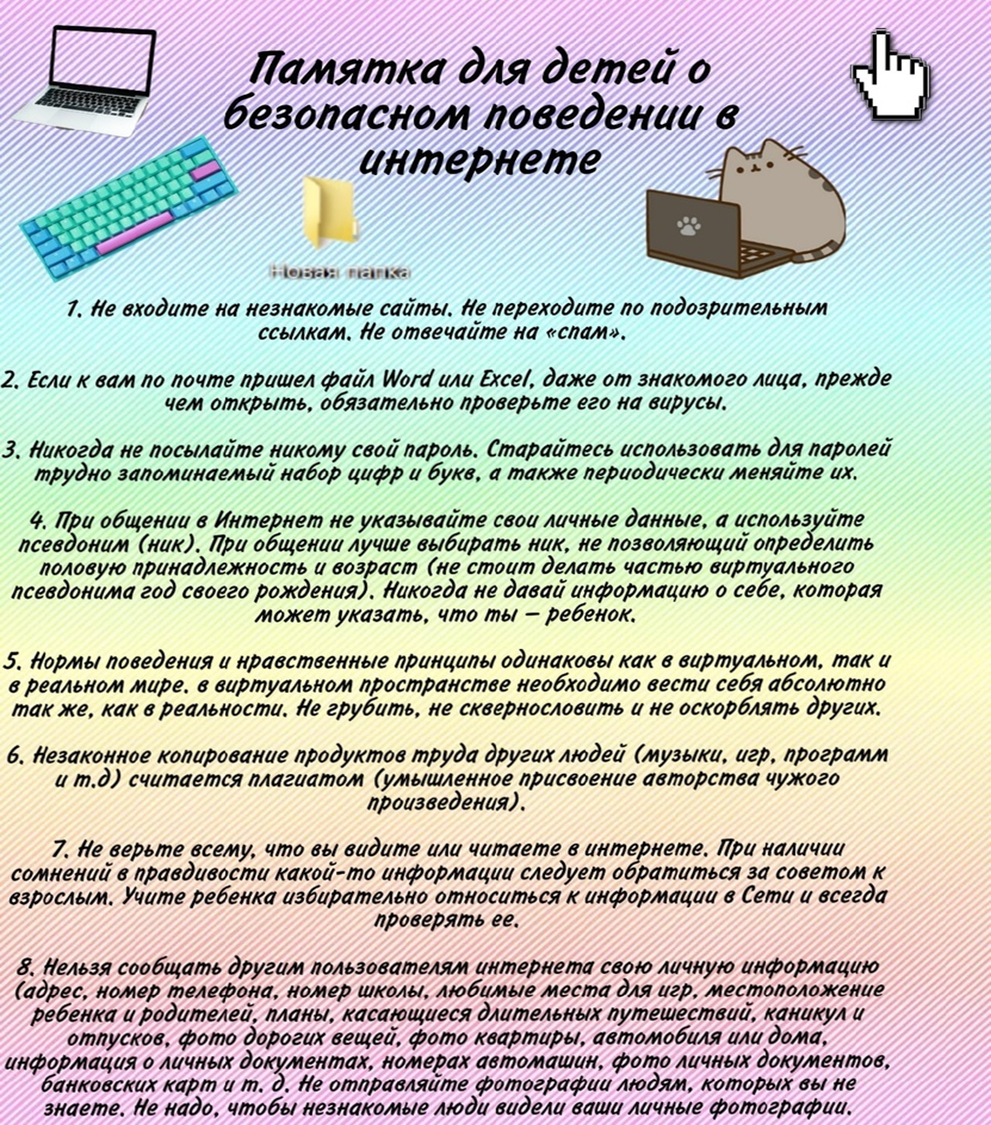 Памятка для детей о
безопасном поведении в
интернете
Новая папка
1. Не входите на незнакомые сайты. Не переходите по подозрительным
ссылкам. Не отвечайте на «спам».
2. Если к вам по почте пришел файл Word или Excel, даже от знакомого лица, прежде
чем открыть, обязательно проверьте его на вирусы.
3. Никогда не посылайте никому свой пароль. Старайтесь использовать для паролей
трудно запоминаемый набор цифр и букв, а также периодически меняйте их.
4. При общении в Интернет не указывайте свои личные данные, а используйте
псевдоним (ник). При общении лучше выбирать ник, не позволяющий определить
половую принадлежность и возраст (не стоит делать частью виртуального
псевдонима год своего рождения). Никогда не давай информацию о себе, которая
может указать, что ты – ребенок.
5. Нормы поведения и нравственные принципы одинаковы как в виртуальном, так и
в реальном мире. в виртуальном пространстве необходимо вести себя абсолютно
так же, как в реальности. Не грубить, не сквернословить и не оскорблять других.
6. Незаконное копирование продуктов труда других людей (музыки, игр, программ
и т.д) считается плагиатом (умышленное присвоение авторства чужого
произведения).
7. Не верьте всему, что вы видите или читаете в интернете. При наличии
сомнений в правдивости какой-то информации следует обратиться за советом к
взрослым. Учите ребенка избирательно относиться к информации в Сети и всегда
проверять ее.
8. Нельзя сообщать другим пользователям интернета свою личную информацию
(адрес, номер телефона, номер школы, любимые места для игр, местоположение
ребенка и родителей, планы, касающиеся длительных путешествий, каникул и
отпусков, фото дорогих вещей, фото квартиры, автомобиля или дома,
информация о личных документах, номерах автомашин, фото личных документов,
банковских карт и т. д. Не отправляйте фотографии людям, которых вы не
знаете. Не надо, чтобы незнакомые люди видели ваши личные фотографии.